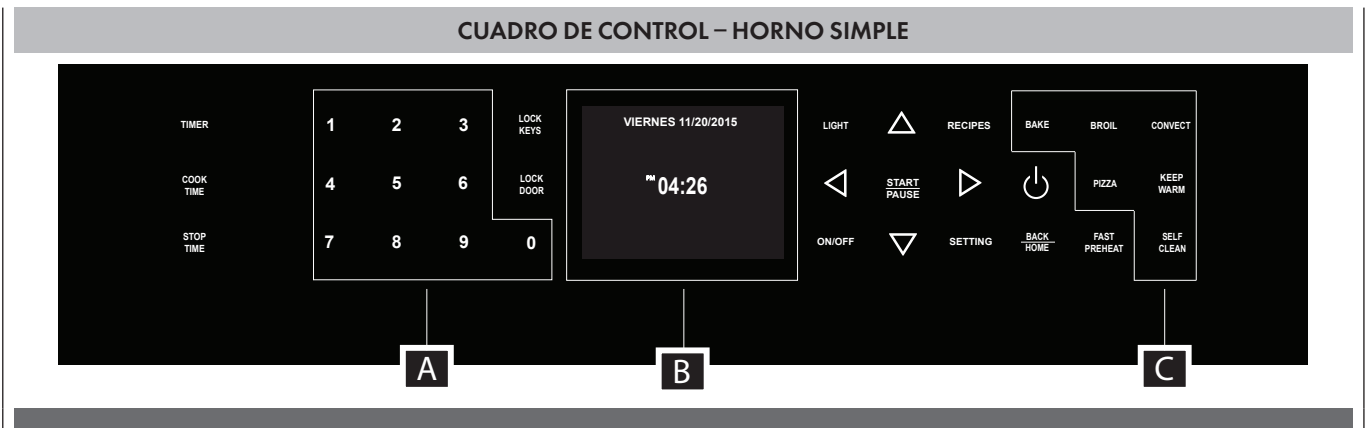 CUADRO DE CONTROL – HORNO SIMPLE
TIMER
1 2 3
LOCK
KEYS
VIERNES 11/20/2015
LIGHT
RECIPES
BAKE
BROIL
CONVECT
COOK
TIME
4 5 6
LOCK
DOOR
PM 04:26
START
PAUSE
PIZZA
KEEP
WARM
STOP
TIME
7 8 9 0
ON/OFF
SETTING
BACK
HOME
FAST
PREHEAT
SELF
CLEAN
A
B
C